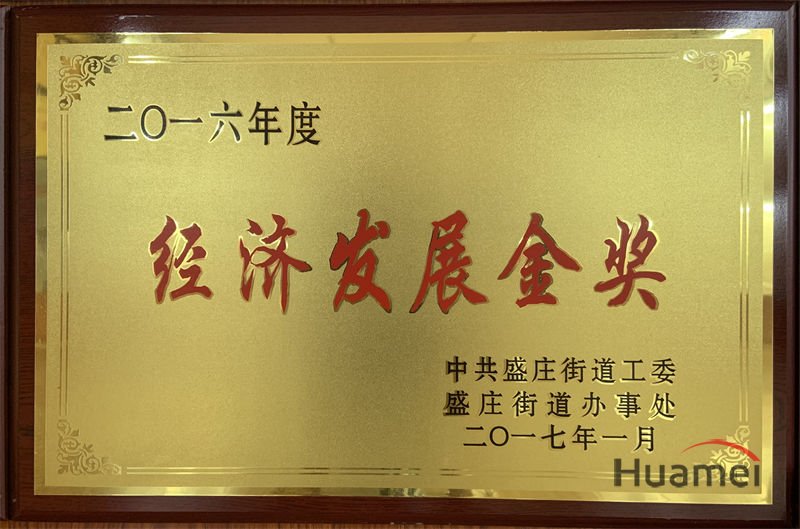 二〇一六年度
经济发展金奖
中共盛庄街道工委
盛庄街道办事处
二〇一七年一月
Huamei